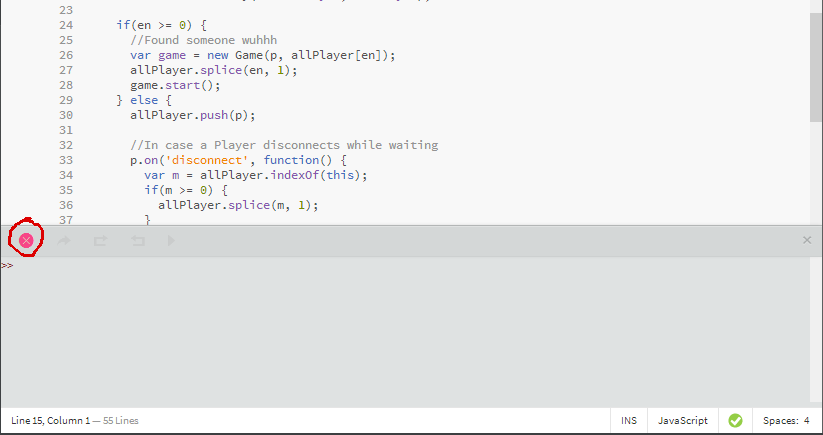 23
24 if(en >= 0) {
25 //Found someone wuhhh
26 var game = new Game(p, allPlayer[en]);
27 allPlayer.splice(en, 1);
28 game.start();
29 } else {
30 allPlayer.push(p);
31
32 //In case a Player disconnects while waiting
33 p.on('disconnect', function() {
34 var m = allPlayer.indexOf(this);
35 if(m >= 0) {
36 allPlayer.splice(m, 1);
37 }
>>
Line 15, Column 1 — 55 Lines INS JavaScript Spaces: 4